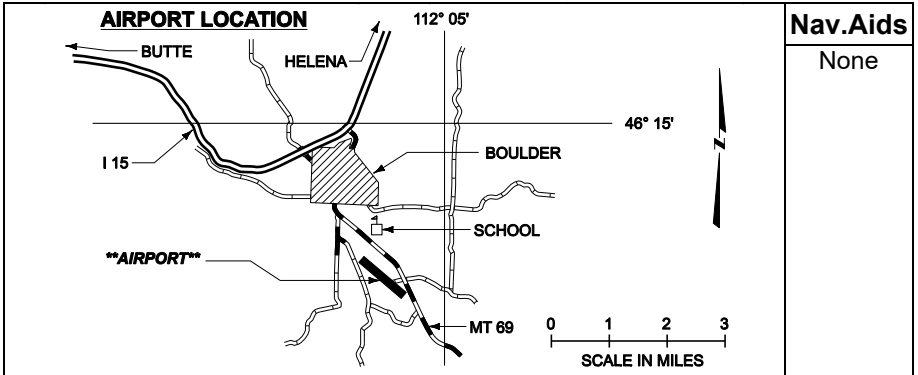 AIRPORT LOCATION
112° 05'
Nav.Aids
None
BUTTE
HELENA
46° 15'
Z
I 15
BOULDER
SCHOOL
**AIRPORT**
MT 69
0 1 2 3
SCALE IN MILES